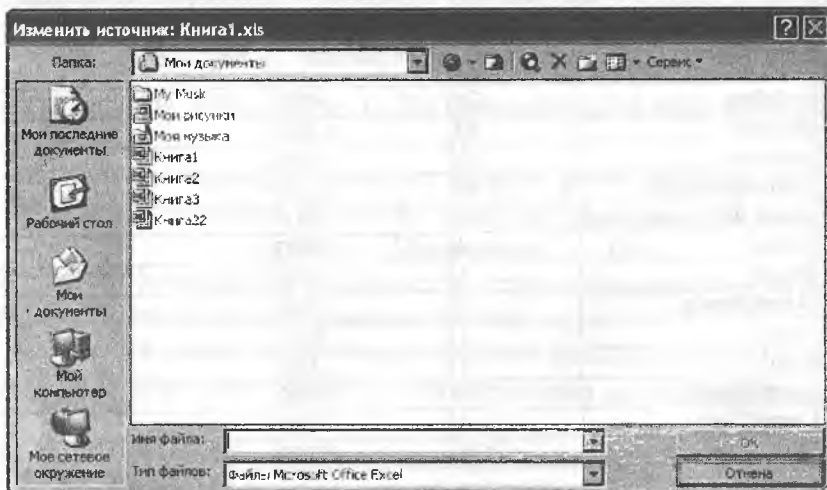 Изменить источник: Книга1.xls
Папка:
Мои документы
Сервис
Мои последние
документы
Рабочий стол
Мои
документы
Мой
компьютер
Мое сетевое
окружение
My Music
Мои рисунки
Моя музыка
Книга1
Книга2
Книга3
Книга22
Имя файла:
Тип файлов:
Файлы Microsoft Office Excel
OK
Отмена